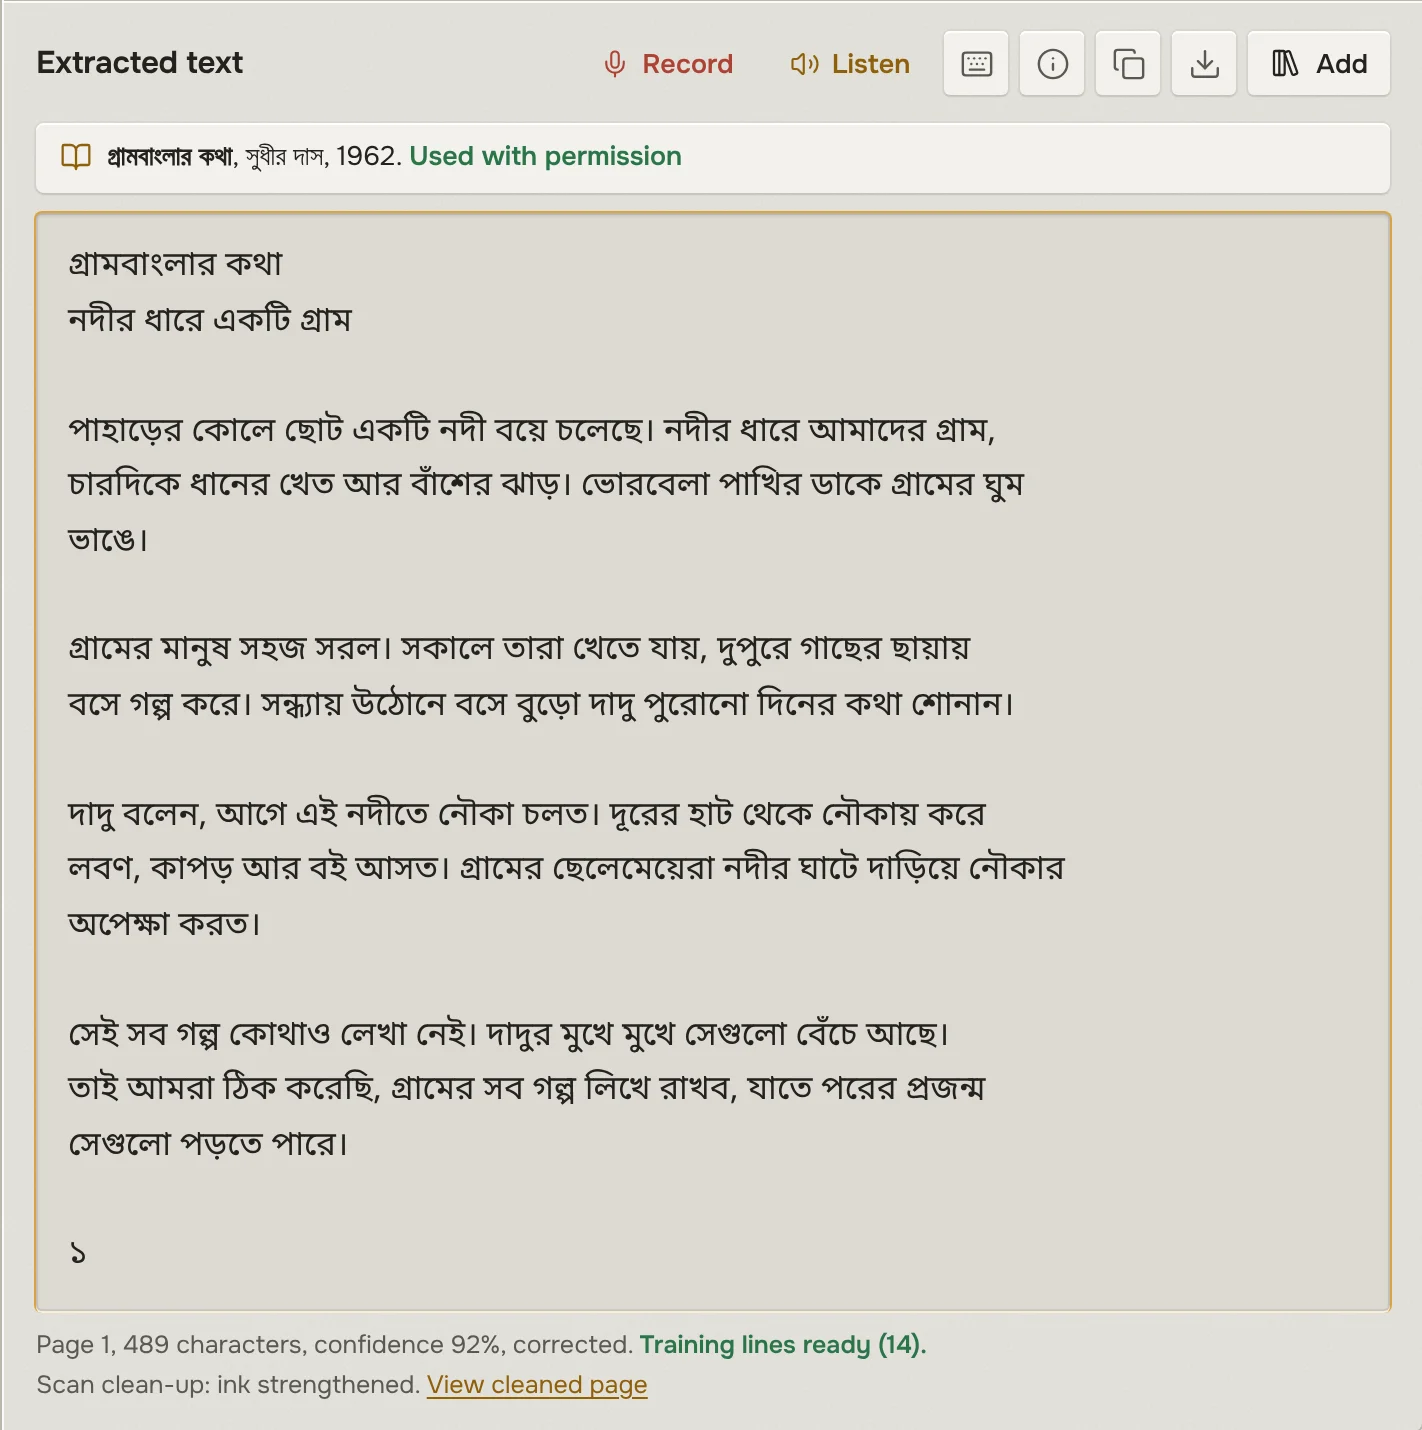 Extracted text
Record
Listen
Add
গ্রামবাংলার কথা, সুধীর দাস, 1962. Used with permission
গ্রামবাংলার কথা
নদীর ধারে একটি গ্রাম
পাহাড়ের কোলে ছোট একটি নদী বয়ে চলেছে। নদীর ধারে আমাদের গ্রাম,
চারদিকে ধানের খেত আর বাঁশের ঝাড়। ভোরবেলা পাখির ডাকে গ্রামের ঘুম
ভাঙে।
গ্রামের মানুষ সহজ সরল। সকালে তারা খেতে যায়, দুপুরে গাছের ছায়ায়
বসে গল্প করে। সন্ধ্যায় উঠোনে বসে বুড়ো দাদু পুরোনো দিনের কথা শোনান।
দাদু বলেন, আগে এই নদীতে নৌকা চলত। দূরের হাট থেকে নৌকায় করে
লবণ, কাপড় আর বই আসত। গ্রামের ছেলেমেয়েরা নদীর ঘাটে দাড়িয়ে নৌকার
অপেক্ষা করত।
সেই সব গল্প কোথাও লেখা নেই। দাদুর মুখে মুখে সেগুলো বেঁচে আছে।
তাই আমরা ঠিক করেছি, গ্রামের সব গল্প লিখে রাখব, যাতে পরের প্রজন্ম
সেগুলো পড়তে পারে।
১
Page 1, 489 characters, confidence 92%, corrected. Training lines ready (14).
Scan clean-up: ink strengthened. View cleaned page